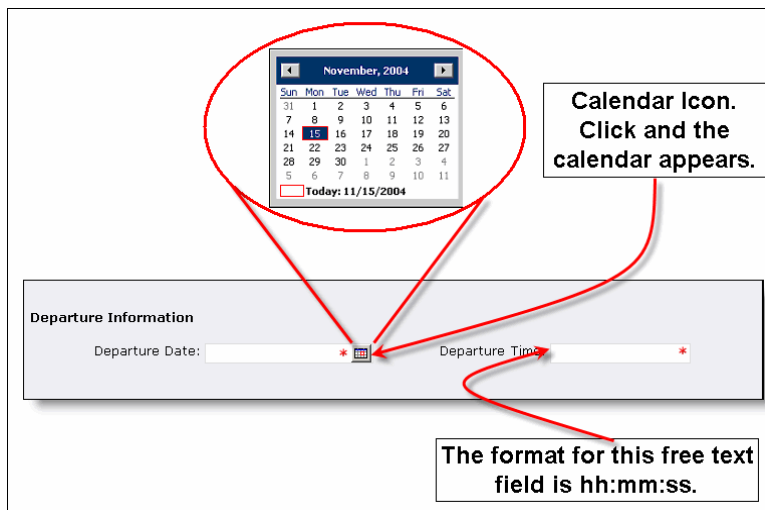 November, 2004
Sun Mon Tue Wed Thu Fri Sat
31 1 2 3 4 5 6
7 8 9 10 11 12 13
14 15 16 17 18 19 20
21 22 23 24 25 26 27
28 29 30 1 2 3 4
5 6 7 8 9 10 11
Today: 11/15/2004
Calendar Icon.
Click and the
calendar appears.
Departure Information
Departure Date: * Departure Time: *
The format for this free text
field is hh:mm:ss.